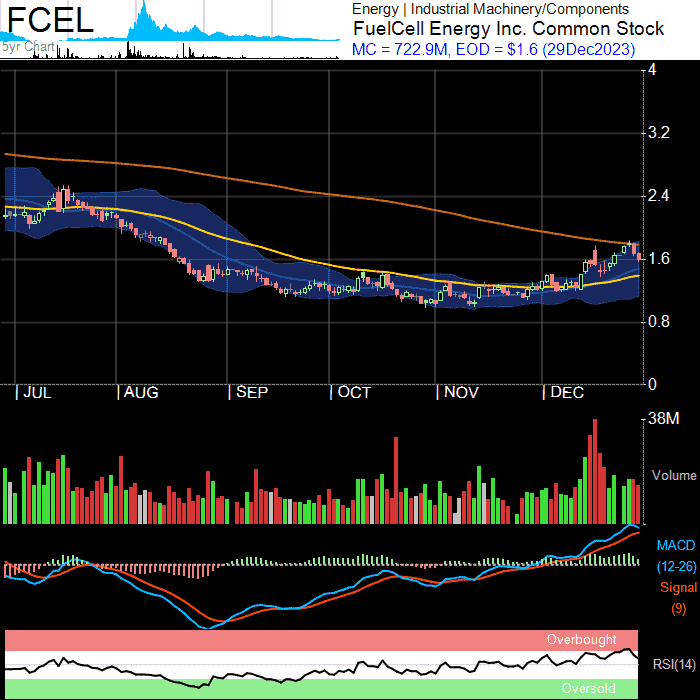 FCEL
5yr Chart
Energy | Industrial Machinery/Components
FuelCell Energy Inc. Common Stock
MC = 722.9M, EOD = $1.6 (29Dec2023)
4
3.2
2.4
1.6
0.8
0
JUL AUG SEP OCT NOV DEC
38M
Volume
MACD
(12-26)
Signal
(9)
Overbought
RSI(14)
Oversold